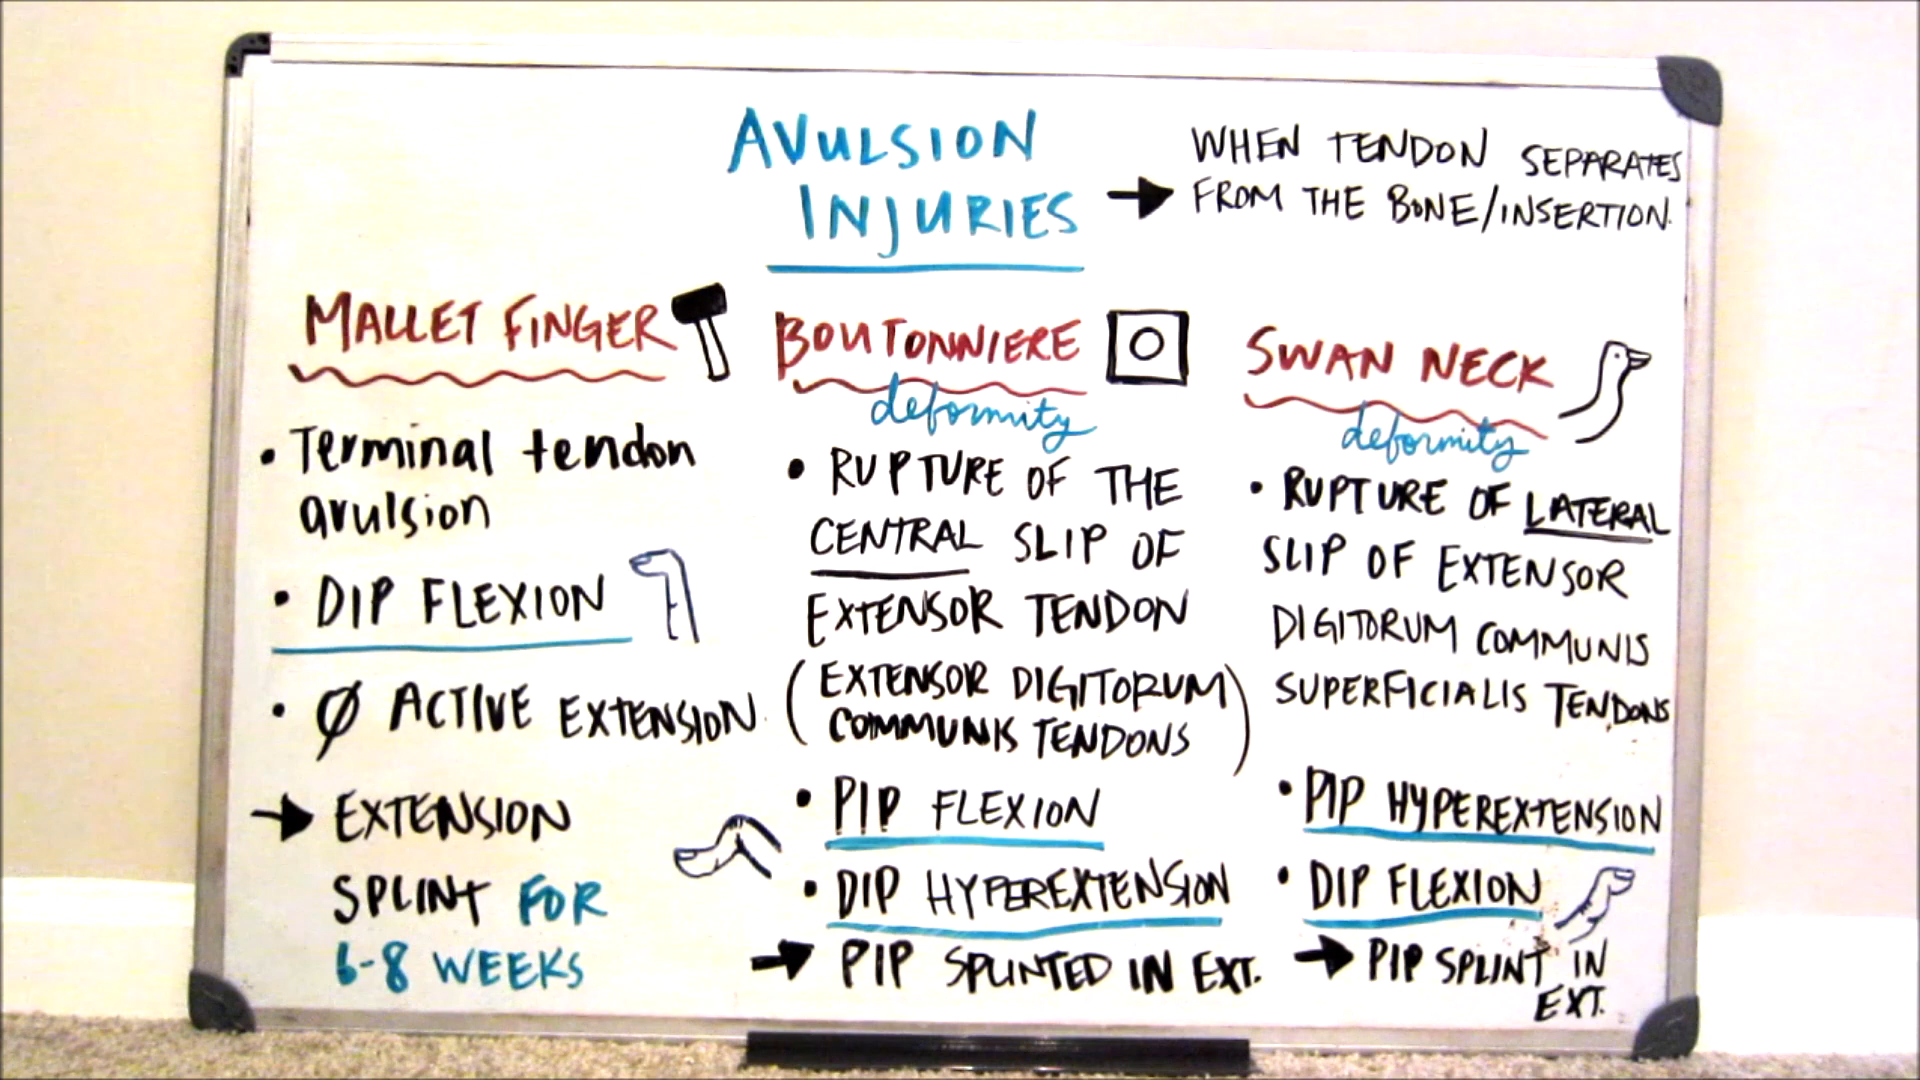 AVULSION
INJURIES
→ WHEN TENDON SEPARATES
FROM THE BONE/INSERTION.
MALLET FINGER
• Terminal tendon
avulsion
• DIP FLEXION
• Ø ACTIVE EXTENSION
→ EXTENSION
SPLINT FOR
6-8 WEEKS
BOUTONNIERE
deformity
• RUPTURE OF THE
CENTRAL SLIP OF
EXTENSOR TENDON
(EXTENSOR DIGITORUM
COMMUNIS TENDONS)
• PIP FLEXION
• DIP HYPEREXTENSION
→ PIP SPLINTED IN EXT.
SWAN NECK
deformity
• RUPTURE OF LATERAL
SLIP OF EXTENSOR
DIGITORUM COMMUNIS
SUPERFICIALIS TENDONS
• PIP HYPEREXTENSION
• DIP FLEXION
→ PIP SPLINT IN
EXT.